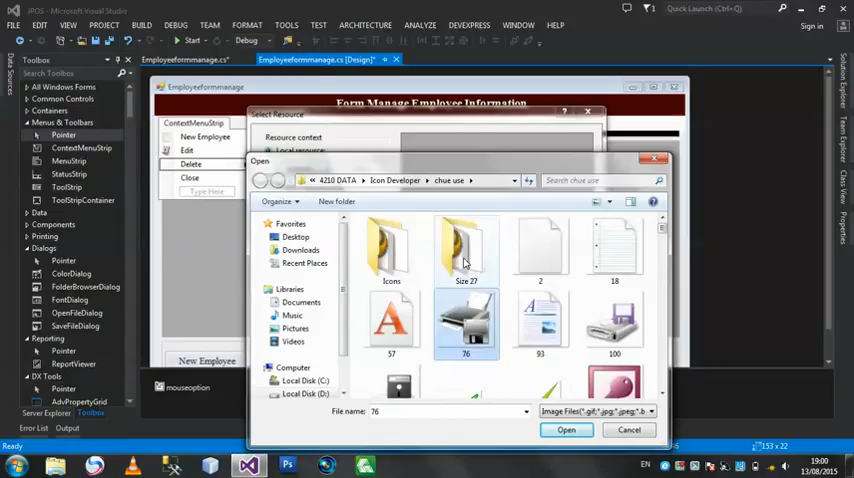 JPOS - Microsoft Visual Studio
1
Quick Launch (Ctrl+Q)
FILE EDIT VIEW PROJECT BUILD DEBUG TEAM FORMAT TOOLS TEST ARCHITECTURE ANALYZE DEVEXPRESS WINDOW HELP
Sign in
Start
Debug
Data Sources
Toolbox
Search Toolbox
All Windows Forms
Common Controls
Containers
Menus & Toolbars
Pointer
ContextMenuStrip
MenuStrip
StatusStrip
ToolStrip
ToolStripContainer
Data
Components
Printing
Dialogs
ColorDialog
FolderBrowserDialog
FontDialog
OpenFileDialog
SaveFileDialog
Reporting
Pointer
ReportViewer
DX Tools
Pointer
AdvPropertyGrid
Server Explorer Toolbox
Error List Output
Ready
Employeeformmanage.cs*
Employeeformmanage.cs [Design]*
Employeeformmanage
Form Manage Employee Information
ContextMenuStrip
New Employee
Edit
Delete
Close
Type Here
New Employee
mouseoption
Select Resource
Resource context
Local resource:
Open
4210 DATA
Icon Developer
chue use
Search chue use
Organize
New folder
Favorites
Desktop
Downloads
Recent Places
Libraries
Documents
Music
Pictures
Videos
Computer
Local Disk (C:)
Local Disk (D:)
Icons
Size 27
2
18
57
76
93
100
File name:
76
Image Files(*.gif;*.jpg;*.jpeg;*.b
Open
Cancel
Solution Explorer
Team Explorer
Class View
Properties
153 x 22
EN
19:00
13/08/2015